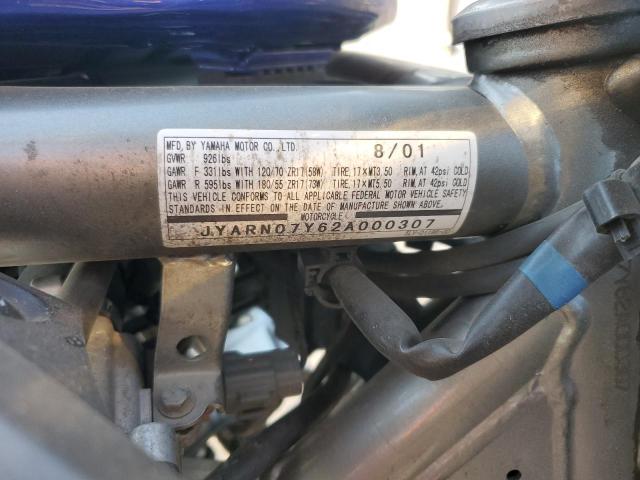 MFD, BY YAMAHA MOTOR CO., LTD. 8/01
GVWR 926lbs
GAWR F 331lbs WITH 120/70 ZR17(58W) TIRE, 17×MT3.50 RIM, AT 42psi COLD
GAWR R 595lbs WITH 180/55 ZR17(73W) TIRE, 17×MT5.50 RIM, AT 42psi COLD
THIS VEHICLE CONFORMS TO ALL APPLICABLE FEDERAL MOTOR VEHICLE SAFETY
STANDARDS IN EFFECT ON THE DATE OF MANUFACTURE SHOWN ABOVE.
MOTORCYCLE
JYARN07Y62A000307